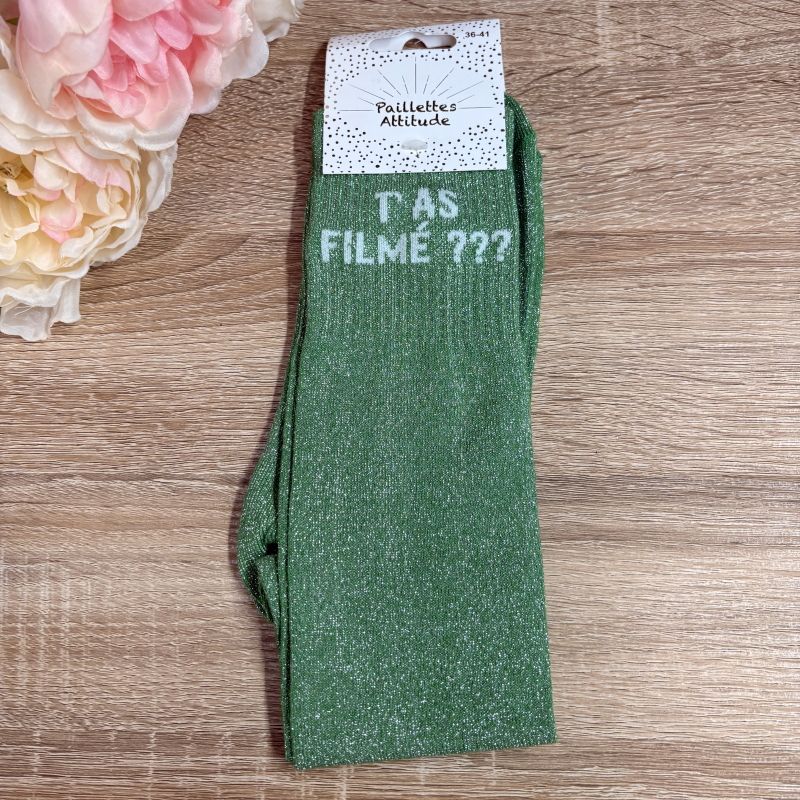 36-41
Paillettes
Attitude
T'AS
FILMÉ ???